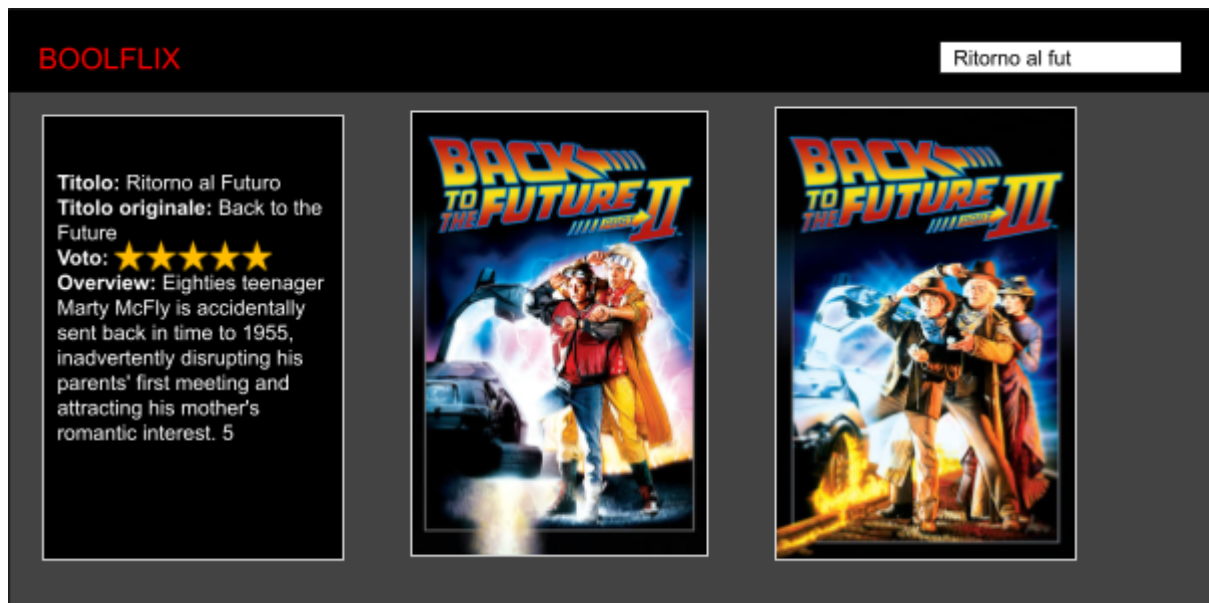 BOOLFLIX
Ritorno al fut
Titolo: Ritorno al Futuro
Titolo originale: Back to the
Future
Voto:
Overview: Eighties teenager
Marty McFly is accidentally
sent back in time to 1955,
inadvertently disrupting his
parents' first meeting and
attracting his mother's
romantic interest. 5
BACK
TO
THE FUTURE
PART II
BACK
TO
THE FUTURE
PART III